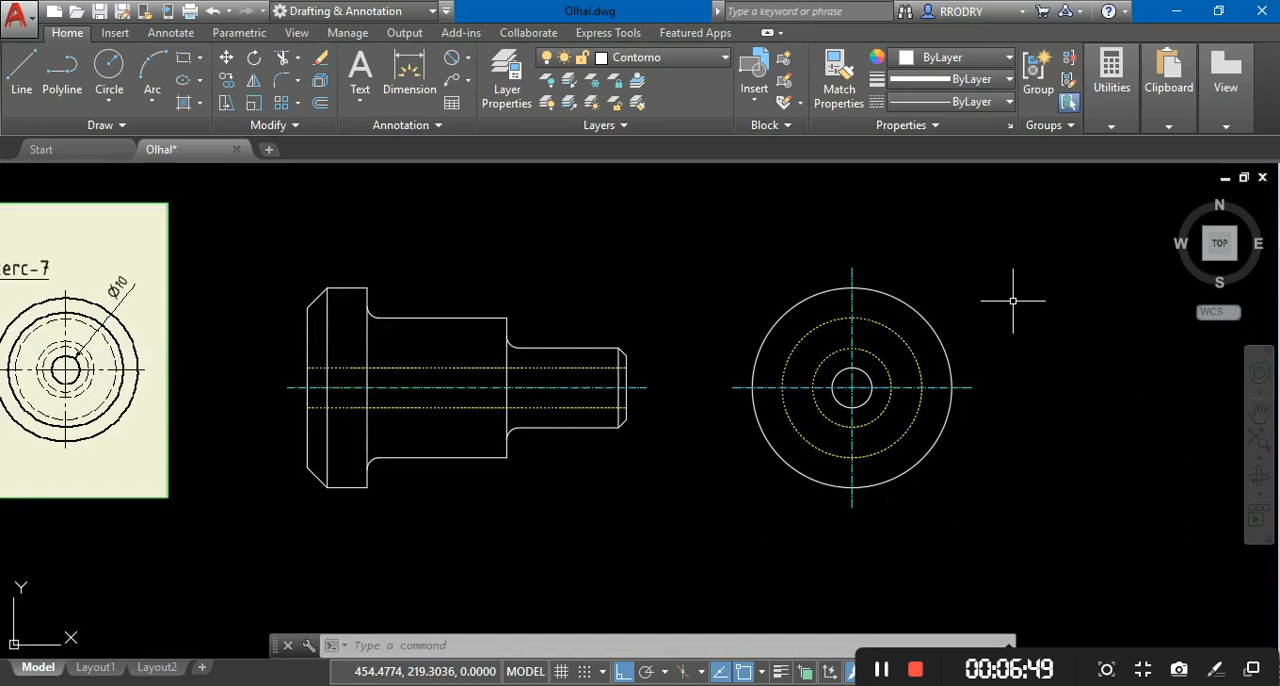 Drafting & Annotation
Olhal.dwg
Type a keyword or phrase
RRODRY
Home Insert Annotate Parametric View Manage Output Add-ins Collaborate Express Tools Featured Apps
Line Polyline Circle Arc
Text Dimension
Layer Properties
Contorno
Insert
Match Properties
ByLayer
ByLayer
ByLayer
Group
Utilities
Clipboard
View
Draw Modify Annotation Layers Block Properties Groups
Start Olhal*
N
W TOP E
S
WCS
erc-7
Ø10
Y
X
Type a command
Model Layout1 Layout2
454.4774, 219.3036, 0.0000 MODEL
00:06:49